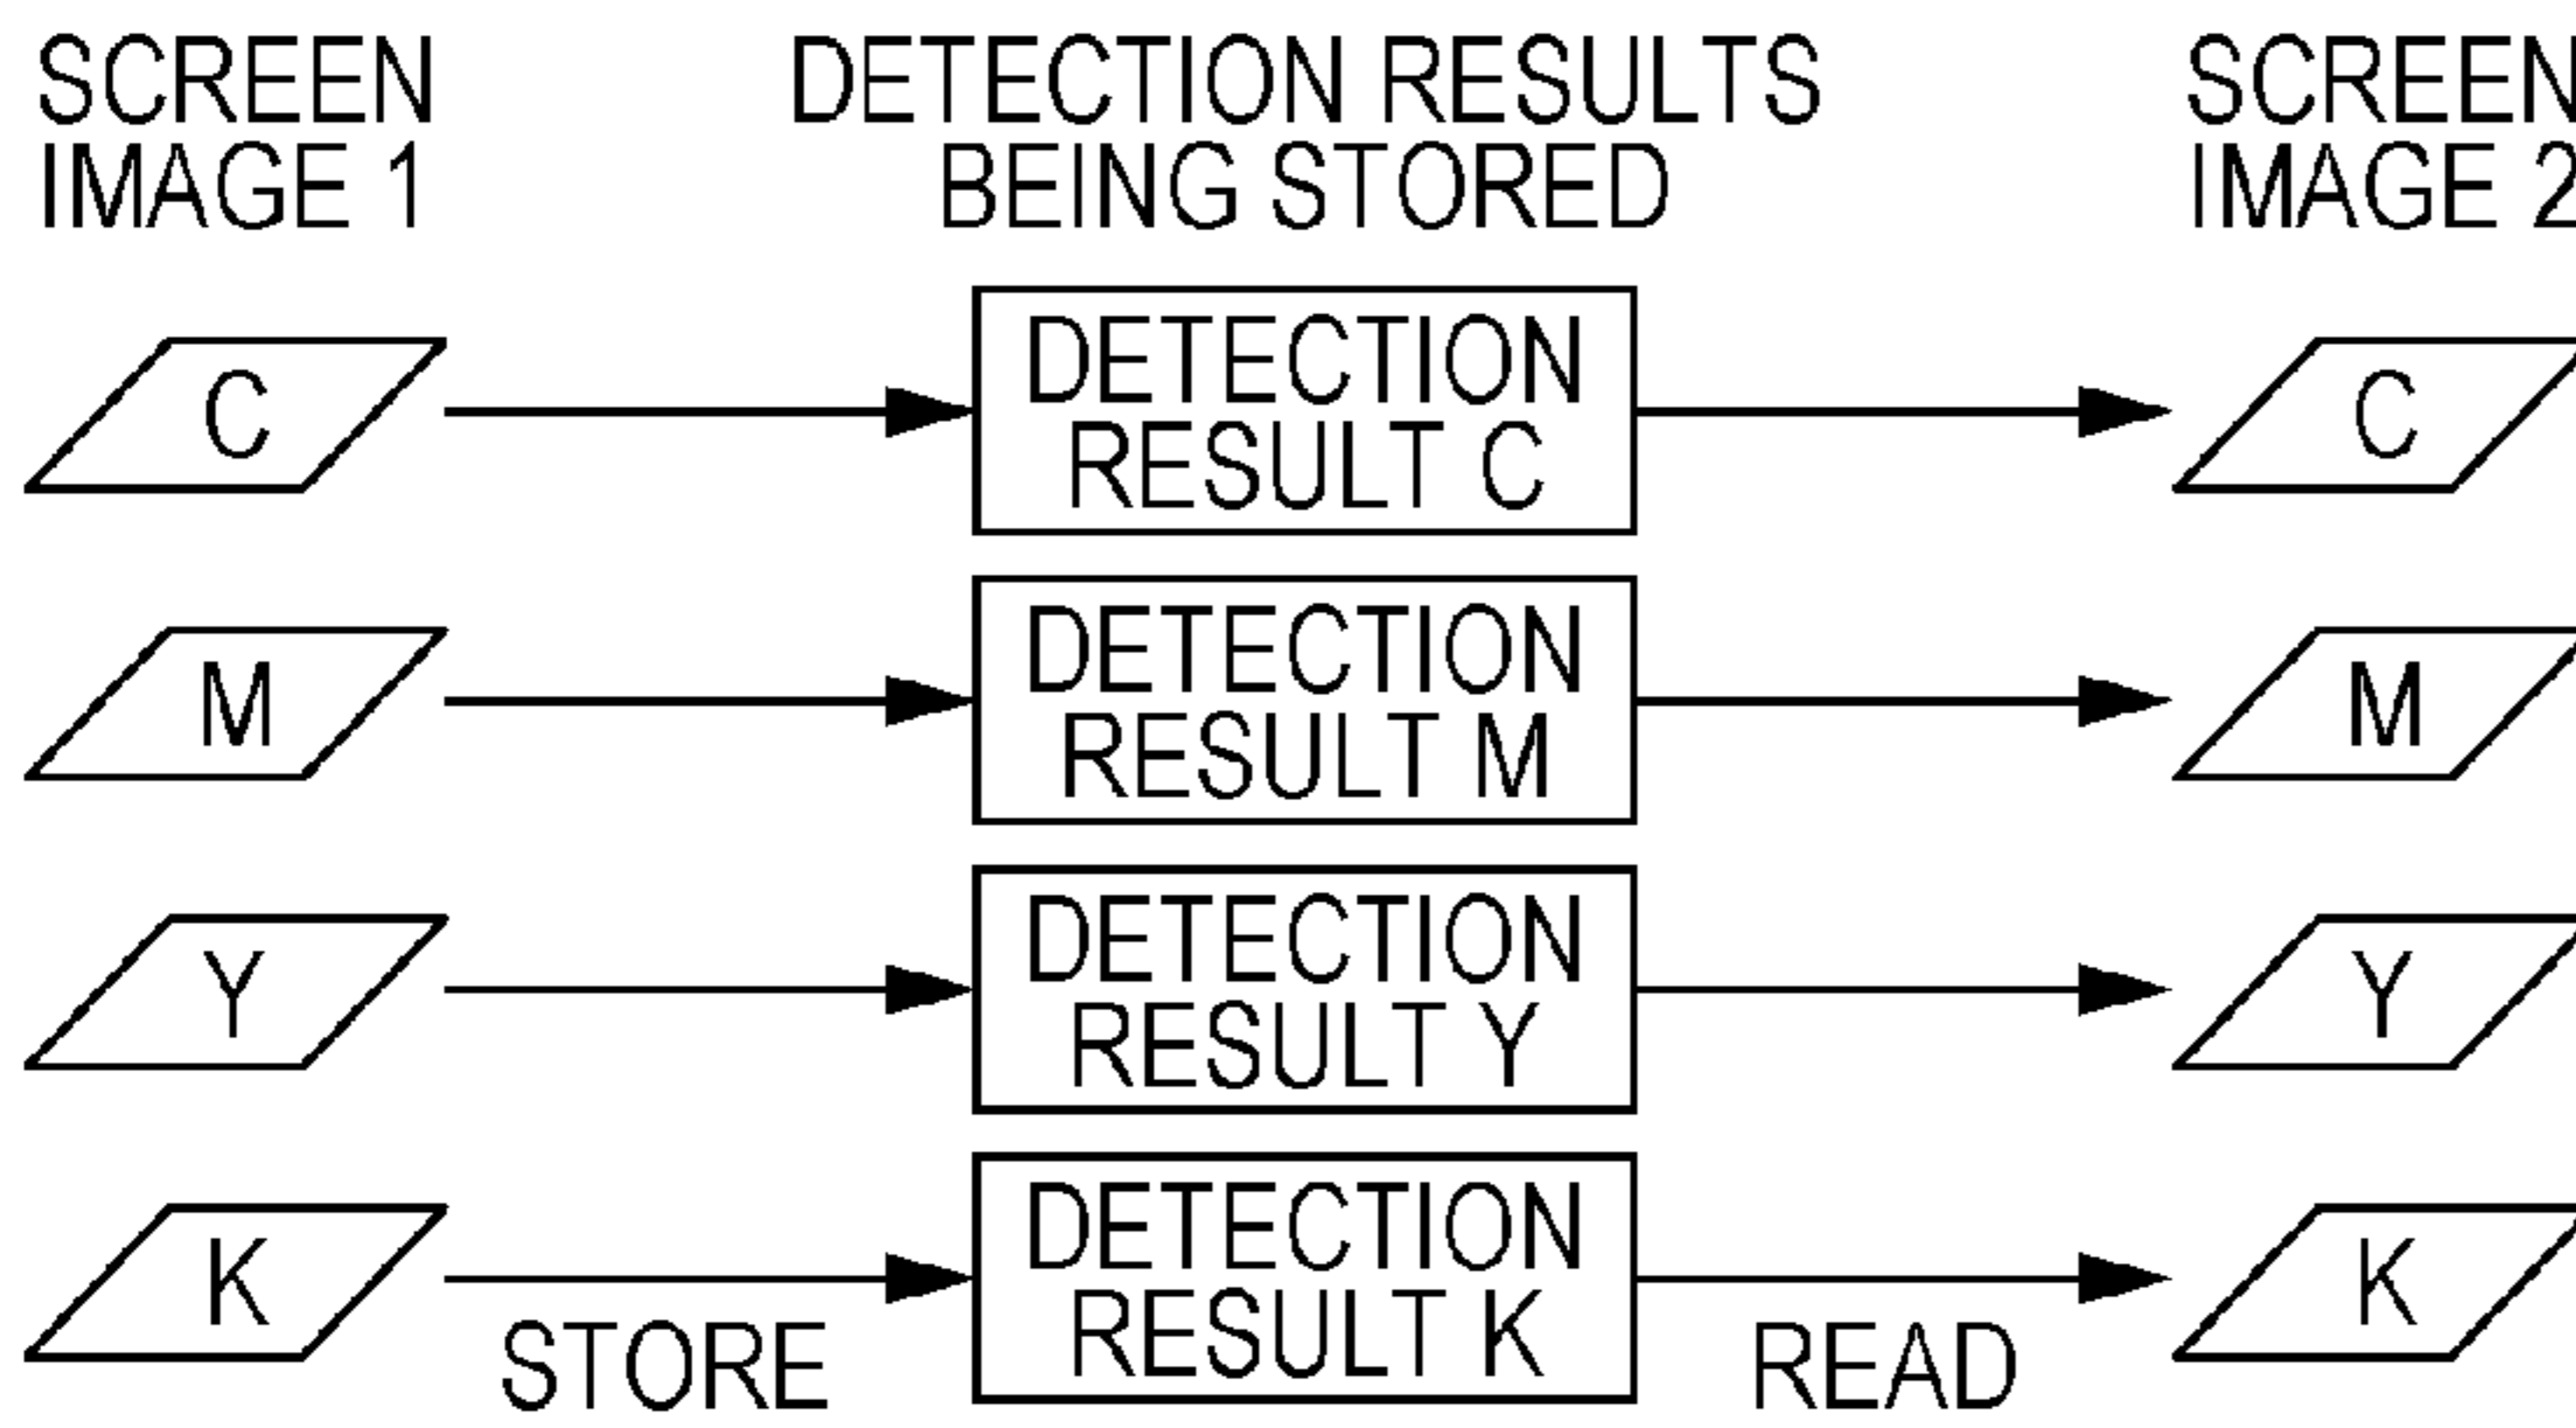 SCREEN
IMAGE 1
DETECTION RESULTS
BEING STORED
SCREEN
IMAGE 2
C
DETECTION
RESULT C
C
M
DETECTION
RESULT M
M
Y
DETECTION
RESULT Y
Y
K
DETECTION
RESULT K
K
STORE
READ